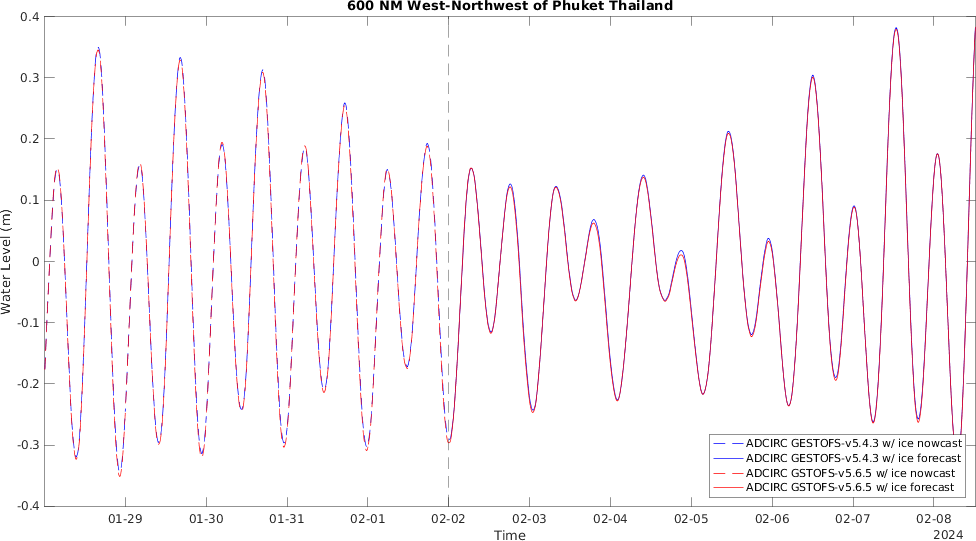 600 NM West-Northwest of Phuket Thailand
0.4
0.3
0.2
0.1
0
-0.1
-0.2
-0.3
-0.4
Water Level (m)
ADCIRC GESTOFS-v5.4.3 w/ ice nowcast
ADCIRC GESTOFS-v5.4.3 w/ ice forecast
ADCIRC GSTOFS-v5.6.5 w/ ice nowcast
ADCIRC GSTOFS-v5.6.5 w/ ice forecast
01-29 01-30 01-31 02-01 02-02 02-03 02-04 02-05 02-06 02-07 02-08
Time
2024